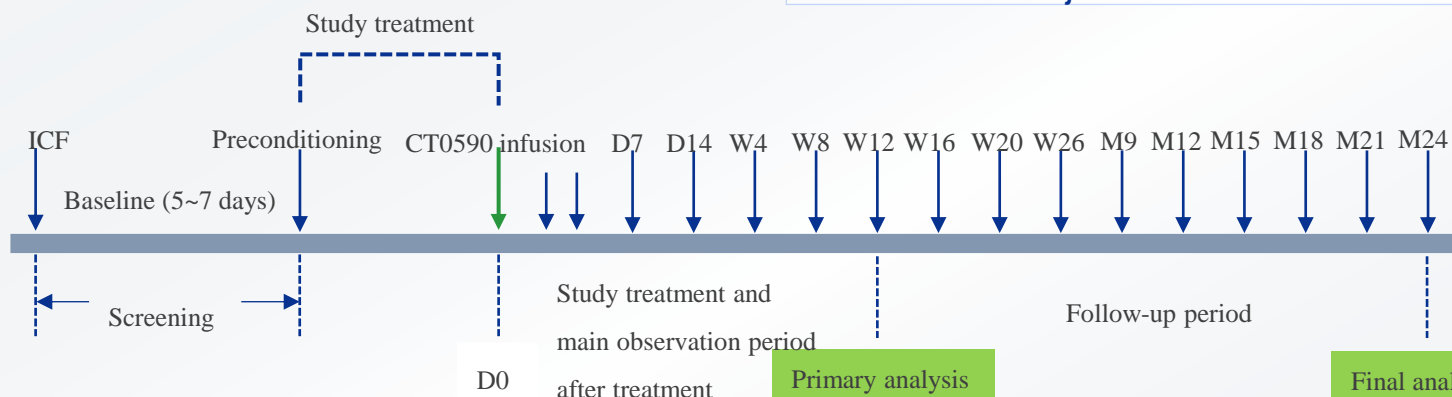 Study treatment
ICF
Preconditioning
CT0590 infusion
D7
D14
W4
W8
W12
W16
W20
W26
M9
M12
M15
M18
M21
M24
Baseline (5~7 days)
Screening
Study treatment and
main observation period
after treatment
Follow-up period
D0
Primary analysis
Final